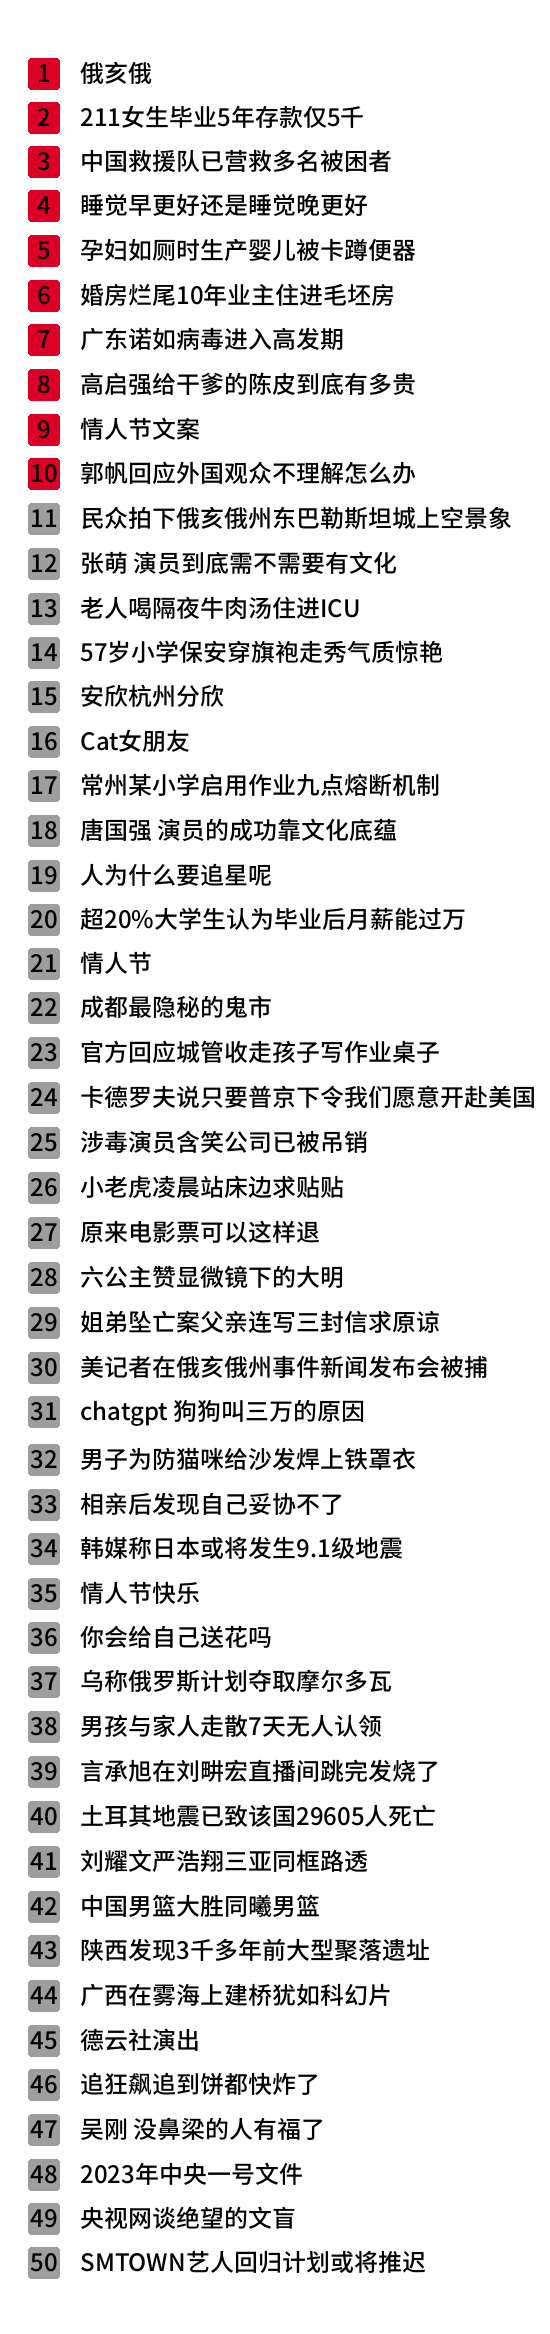 1 俄亥俄
2 211女生毕业5年存款仅5千
3 中国救援队已营救多名被困者
4 睡觉早更好还是睡觉晚更好
5 孕妇如厕时生产婴儿被卡蹲便器
6 婚房烂尾10年业主住进毛坯房
7 广东诺如病毒进入高发期
8 高启强给干爹的陈皮到底有多贵
9 情人节文案
10 郭帆回应外国观众不理解怎么办
11 民众拍下俄亥俄州东巴勒斯坦城上空景象
12 张萌 演员到底需不需要有文化
13 老人喝隔夜牛肉汤住进ICU
14 57岁小学保安穿旗袍走秀气质惊艳
15 安欣杭州分欣
16 Cat女朋友
17 常州某小学启用作业九点熔断机制
18 唐国强 演员的成功靠文化底蕴
19 人为什么要追星呢
20 超20%大学生认为毕业后月薪能过万
21 情人节
22 成都最隐秘的鬼市
23 官方回应城管收走孩子写作业桌子
24 卡德罗夫说只要普京下令我们愿意开赴美国
25 涉毒演员含笑公司已被吊销
26 小老虎凌晨站床边求贴贴
27 原来电影票可以这样退
28 六公主赞显微镜下的大明
29 姐弟坠亡案父亲连写三封信求原谅
30 美记者在俄亥俄州事件新闻发布会被捕
31 chatgpt 狗狗叫三万的原因
32 男子为防猫咪给沙发焊上铁罩衣
33 相亲后发现自己妥协不了
34 韩媒称日本或将发生9.1级地震
35 情人节快乐
36 你会给自己送花吗
37 乌称俄罗斯计划夺取摩尔多瓦
38 男孩与家人走散7天无人认领
39 言承旭在刘畊宏直播间跳完发烧了
40 土耳其地震已致该国29605人死亡
41 刘耀文严浩翔三亚同框路透
42 中国男篮大胜同曦男篮
43 陕西发现3千多年前大型聚落遗址
44 广西在雾海上建桥犹如科幻片
45 德云社演出
46 追狂飙追到饼都快炸了
47 吴刚 没鼻梁的人有福了
48 2023年中央一号文件
49 央视网谈绝望的文盲
50 SMTOWN艺人回归计划或将推迟